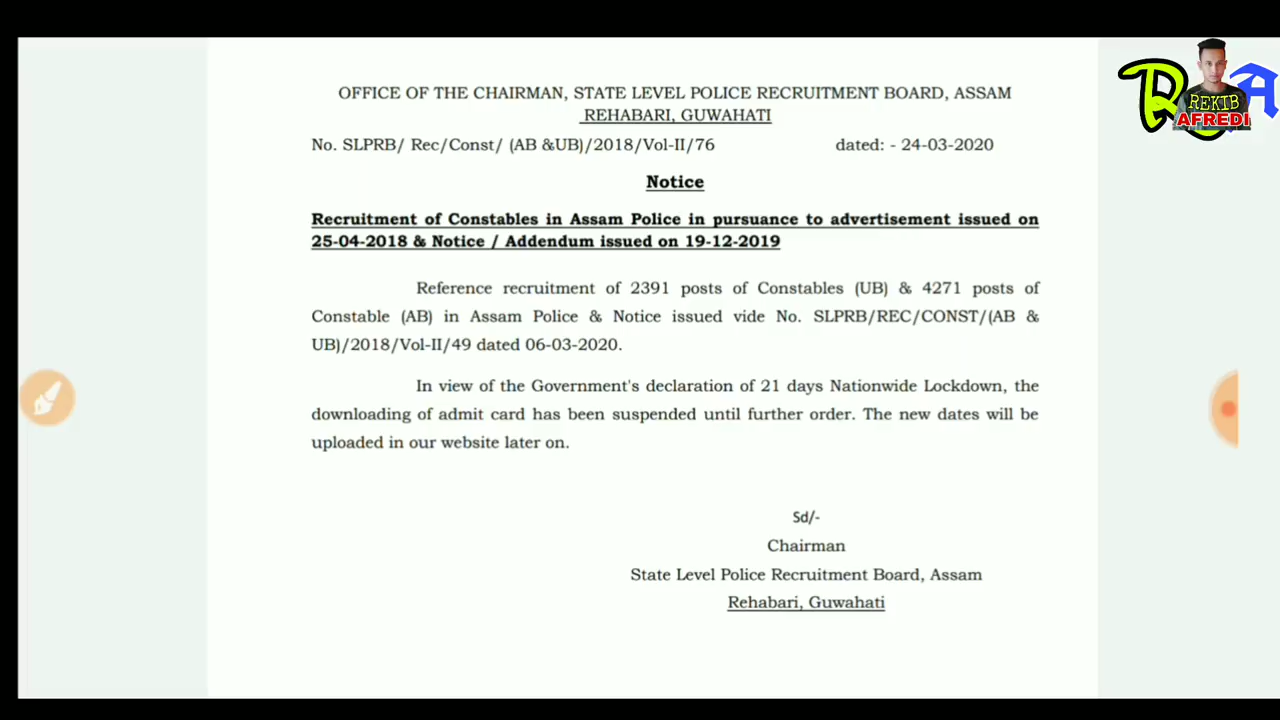 OFFICE OF THE CHAIRMAN, STATE LEVEL POLICE RECRUITMENT BOARD, ASSAM
REHABARI, GUWAHATI
No. SLPRB/ Rec/Const/ (AB &UB)/2018/Vol-II/76 dated: - 24-03-2020
Notice
Recruitment of Constables in Assam Police in pursuance to advertisement issued on
25-04-2018 & Notice / Addendum issued on 19-12-2019
Reference recruitment of 2391 posts of Constables (UB) & 4271 posts of
Constable (AB) in Assam Police & Notice issued vide No. SLPRB/REC/CONST/(AB &
UB)/2018/Vol-II/49 dated 06-03-2020.
In view of the Government's declaration of 21 days Nationwide Lockdown, the
downloading of admit card has been suspended until further order. The new dates will be
uploaded in our website later on.
Sd/-
Chairman
State Level Police Recruitment Board, Assam
Rehabari, Guwahati
R A
REKIB
AFREDI